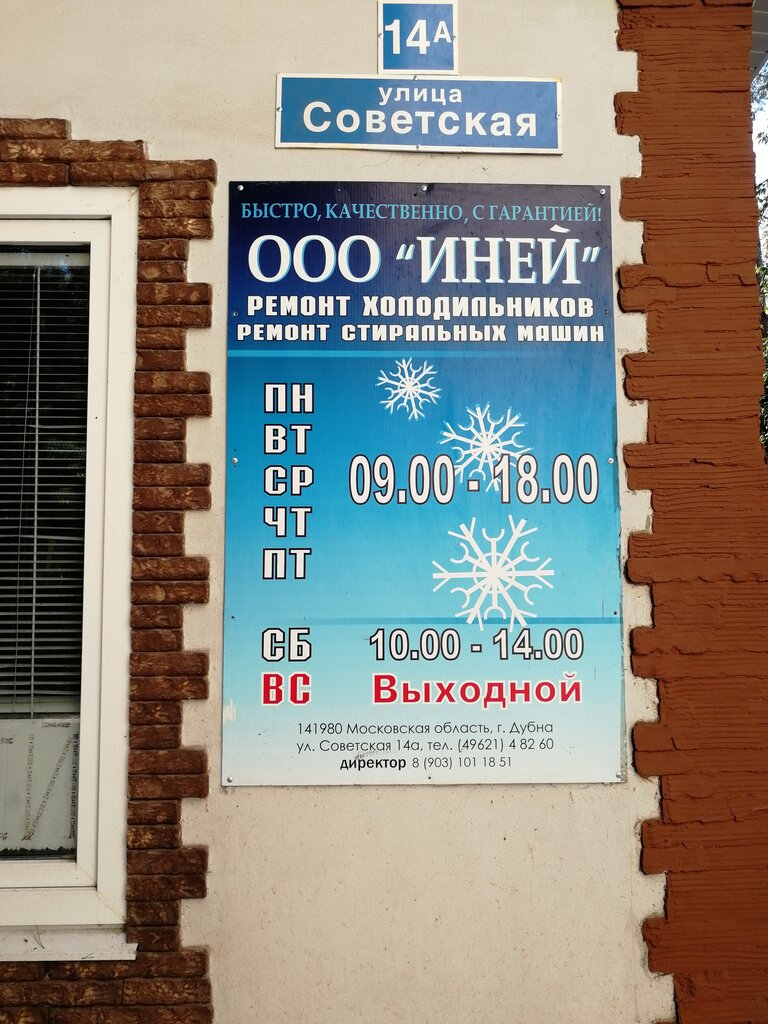 14А
улица
Советская
БЫСТРО, КАЧЕСТВЕННО, С ГАРАНТИЕЙ!
ООО "ИНЕЙ"
РЕМОНТ ХОЛОДИЛЬНИКОВ
РЕМОНТ СТИРАЛЬНЫХ МАШИН
ПН
ВТ
СР 09.00 - 18.00
ЧТ
ПТ
СБ 10.00 - 14.00
ВС Выходной
141980 Московская область, г. Дубна
ул. Советская 14а, тел. (49621) 4 82 60
директор 8 (903) 101 18 51